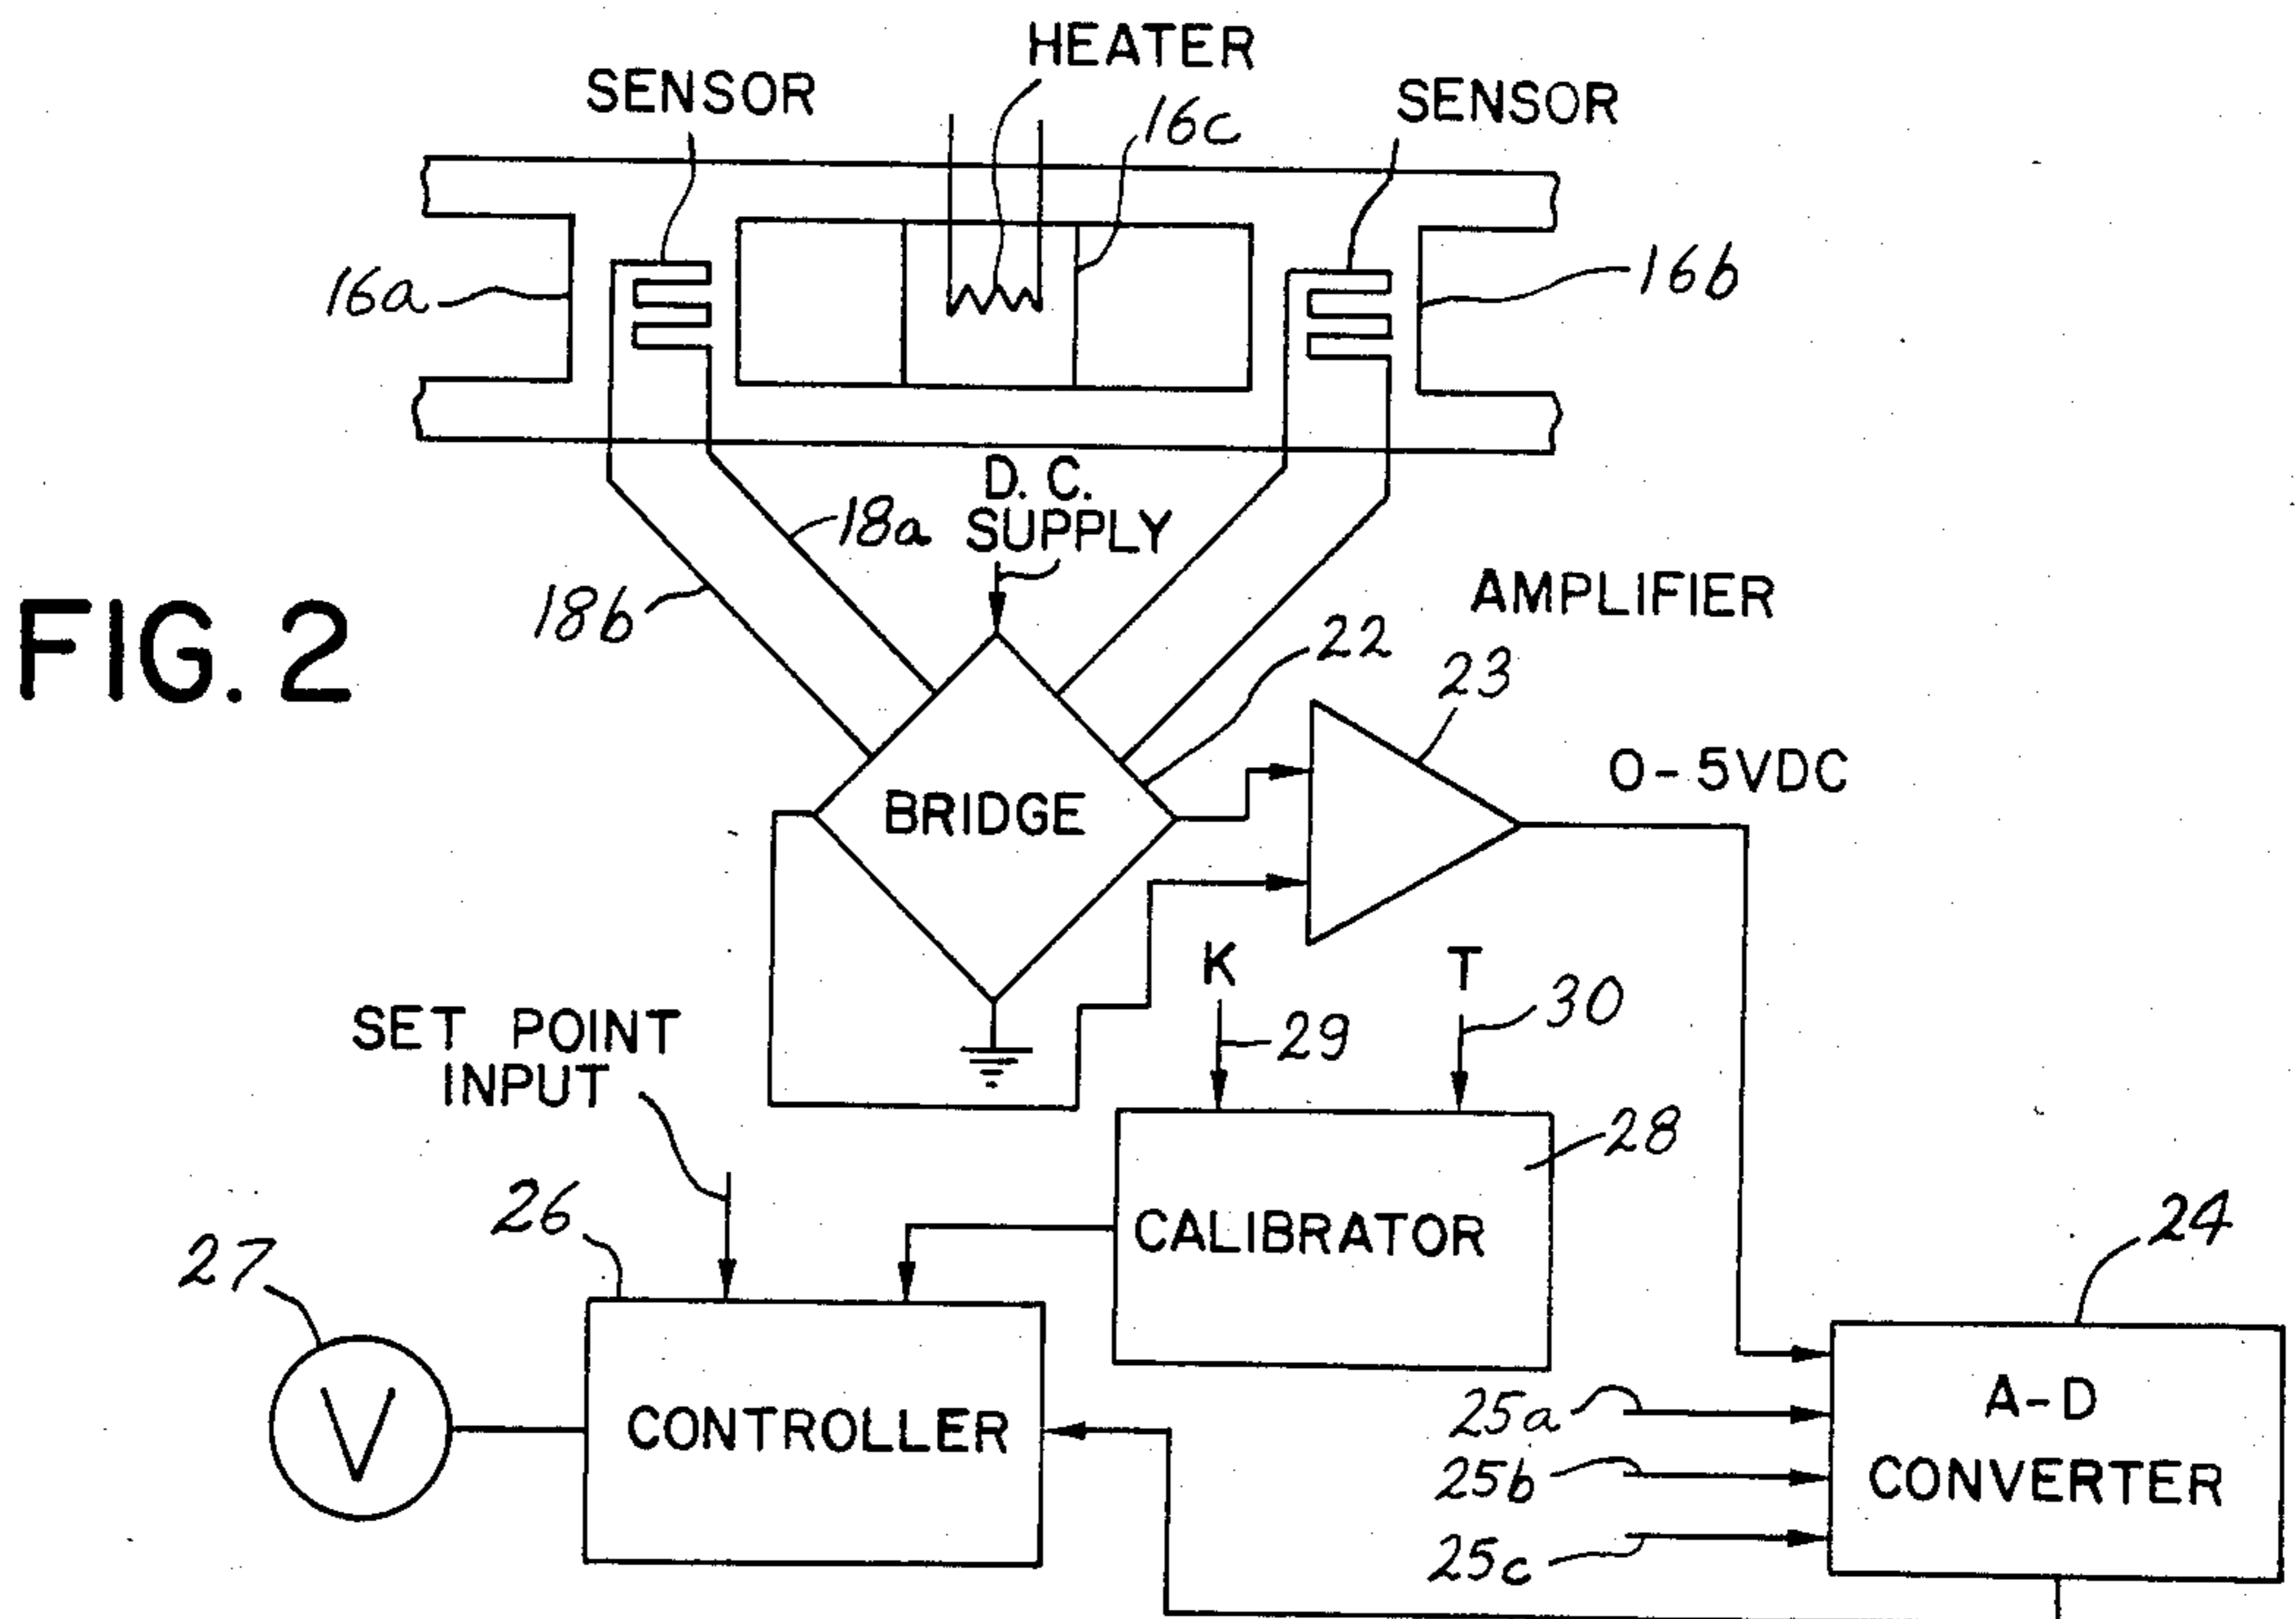 HEATER
SENSOR
SENSOR
16c
16a
16b
D. C.
SUPPLY
18a
18b
AMPLIFIER
FIG. 2
22
23
0-5VDC
BRIDGE
K
T
SET POINT
INPUT
29
30
28
26
CALIBRATOR
24
27
V
CONTROLLER
25a
A-D
25b
CONVERTER
25c